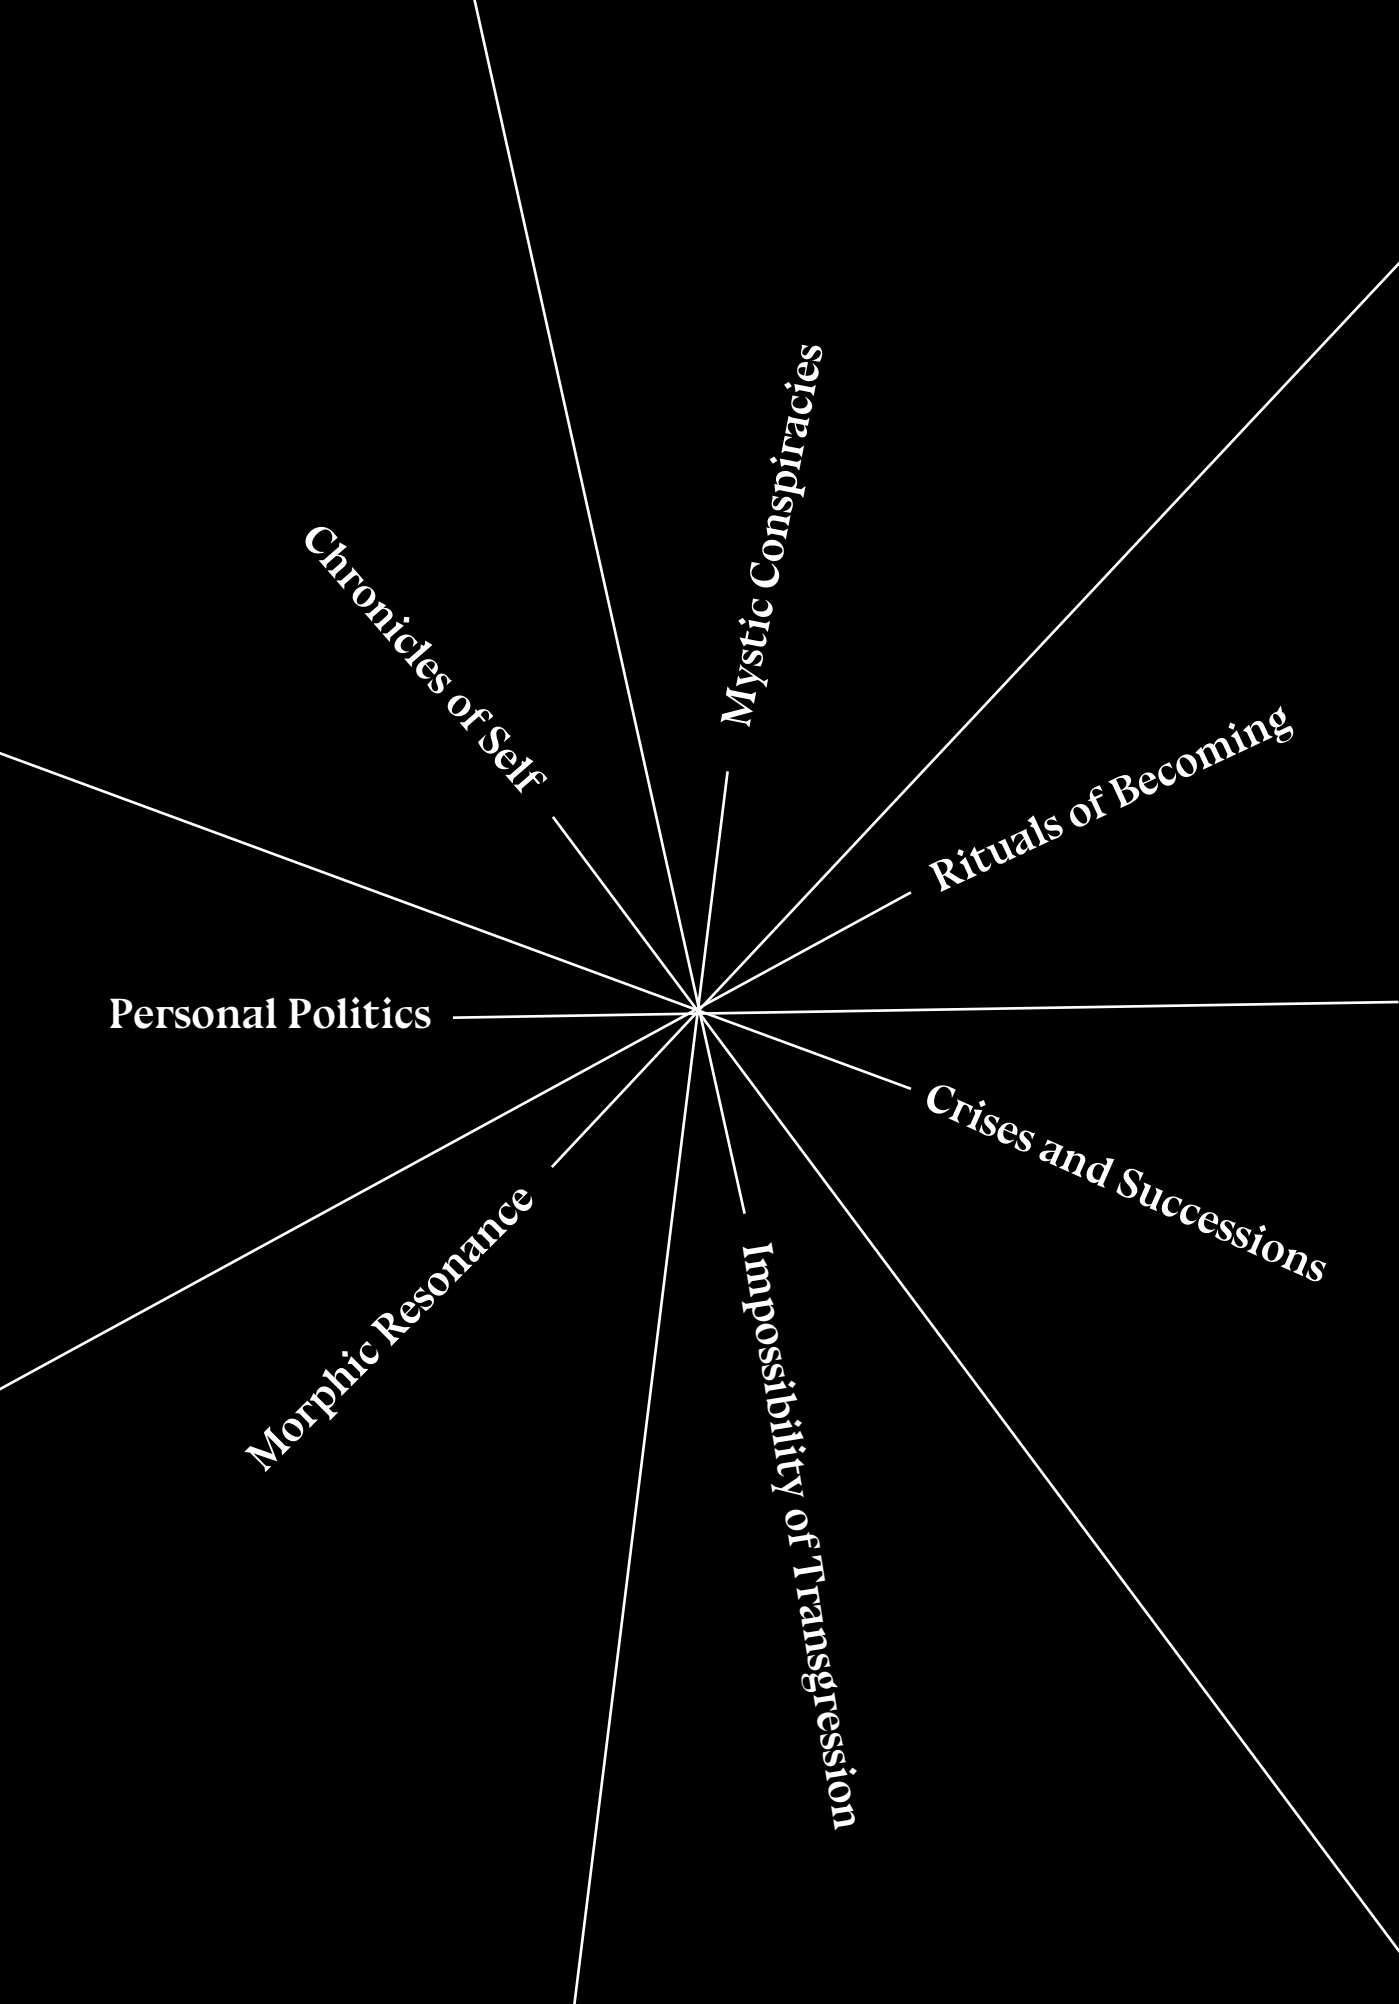 Mystic Conspiracies
Chronicles of Self
Rituals of Becoming
Personal Politics
Crises and Successions
Morphic Resonance
Impossibility of Transgression